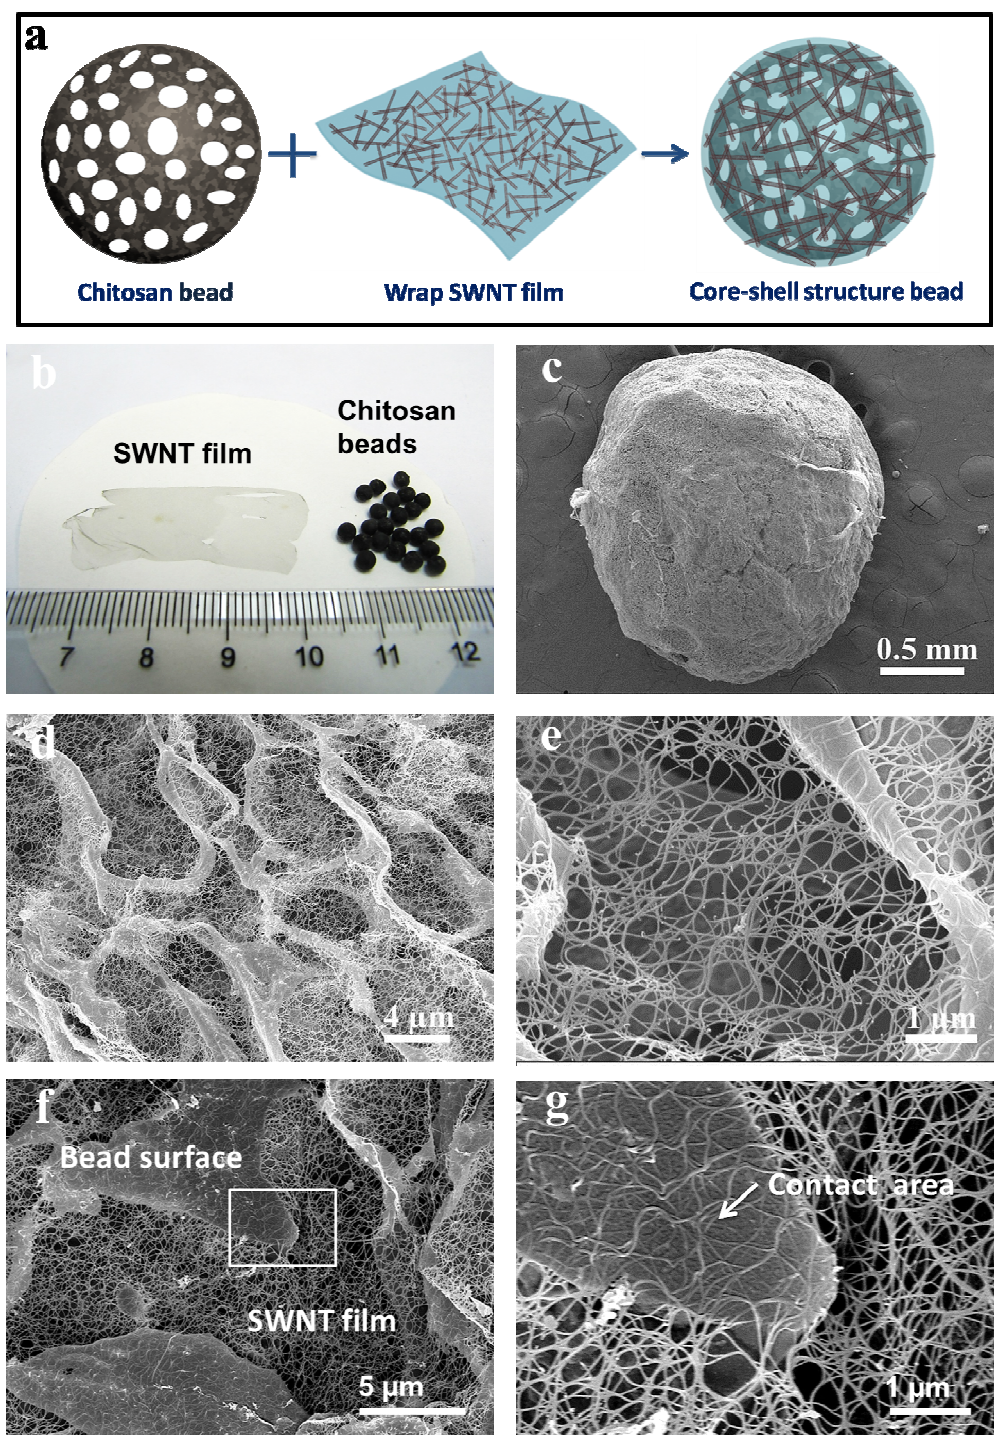 a
+
Chitosan bead
Wrap SWNT film
Core-shell structure bead
b
SWNT film
Chitosan
beads
7 8 9 10 11 12
c
0.5 mm
d
4 µm
e
1 µm
f
Bead surface
SWNT film
5 µm
g
Contact area
1 µm